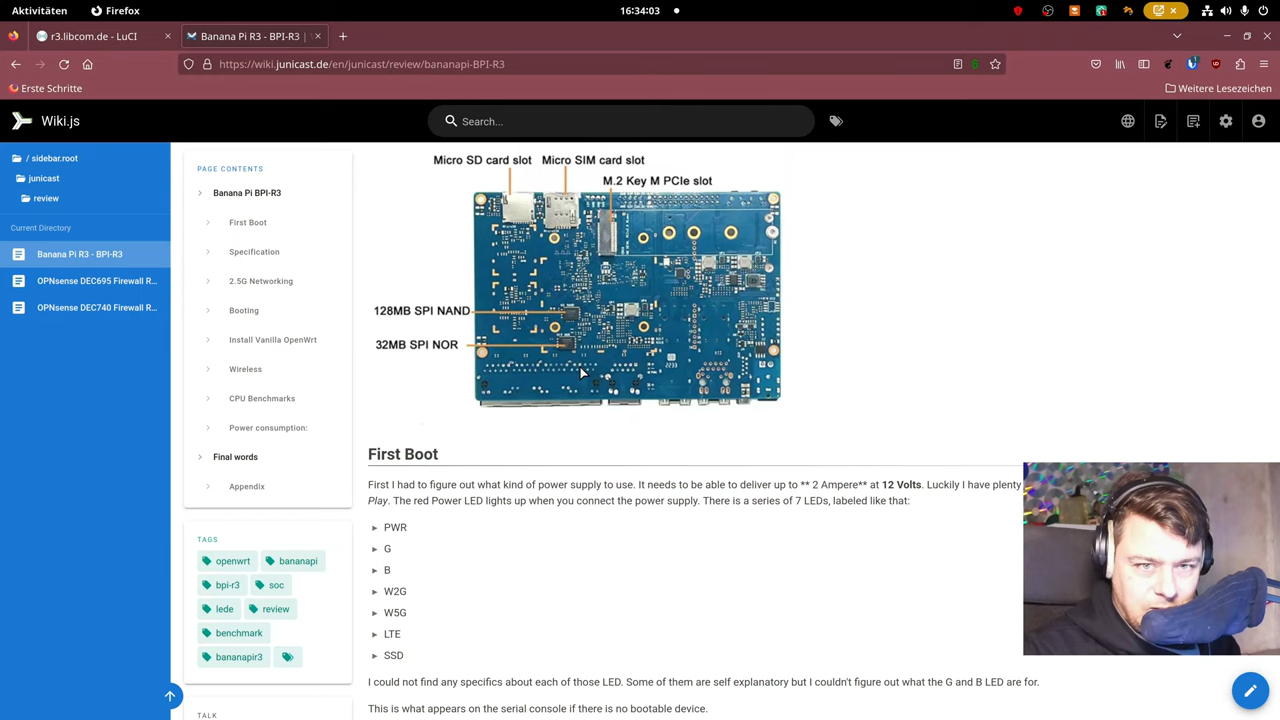 Aktivitäten Firefox 16:34:03
r3.libcom.de - LuCI × Banana Pi R3 - BPI-R3 | ×
https://wiki.junicast.de/en/junicast/review/bananapi-BPI-R3
Erste Schritte Weitere Lesezeichen
Wiki.js Search...
/ sidebar.root
junicast
review
Current Directory
Banana Pi R3 - BPI-R3
OPNsense DEC695 Firewall R...
OPNsense DEC740 Firewall R...
PAGE CONTENTS
Banana Pi BPI-R3
First Boot
Specification
2.5G Networking
Booting
Install Vanilla OpenWrt
Wireless
CPU Benchmarks
Power consumption:
Final words
Appendix
TAGS
openwrt bananapi
bpi-r3 soc
lede review
benchmark
bananapir3
TALK
Micro SD card slot Micro SIM card slot
M.2 Key M PCIe slot
128MB SPI NAND
32MB SPI NOR
First Boot
First I had to figure out what kind of power supply to use. It needs to be able to deliver up to ** 2 Ampere** at 12 Volts. Luckily I have plenty
Play. The red Power LED lights up when you connect the power supply. There is a series of 7 LEDs, labeled like that:
PWR
G
B
W2G
W5G
LTE
SSD
I could not find any specifics about each of those LED. Some of them are self explanatory but I couldn't figure out what the G and B LED are for.
This is what appears on the serial console if there is no bootable device.